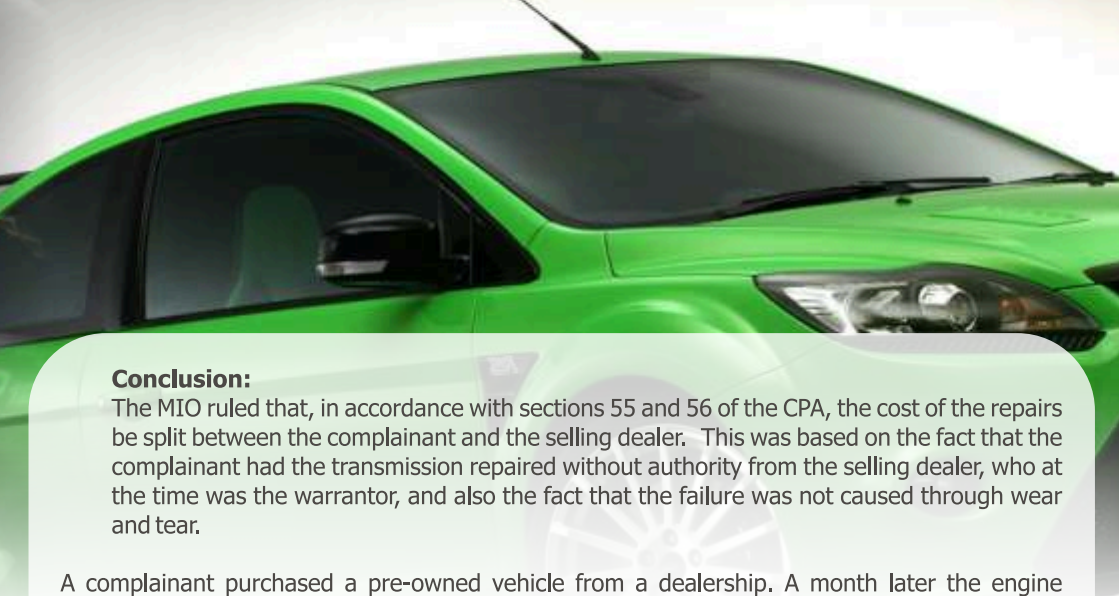 Conclusion:
The MIO ruled that, in accordance with sections 55 and 56 of the CPA, the cost of the repairs
be split between the complainant and the selling dealer. This was based on the fact that the
complainant had the transmission repaired without authority from the selling dealer, who at
the time was the warrantor, and also the fact that the failure was not caused through wear
and tear.
A complainant purchased a pre-owned vehicle from a dealership. A month later the engine